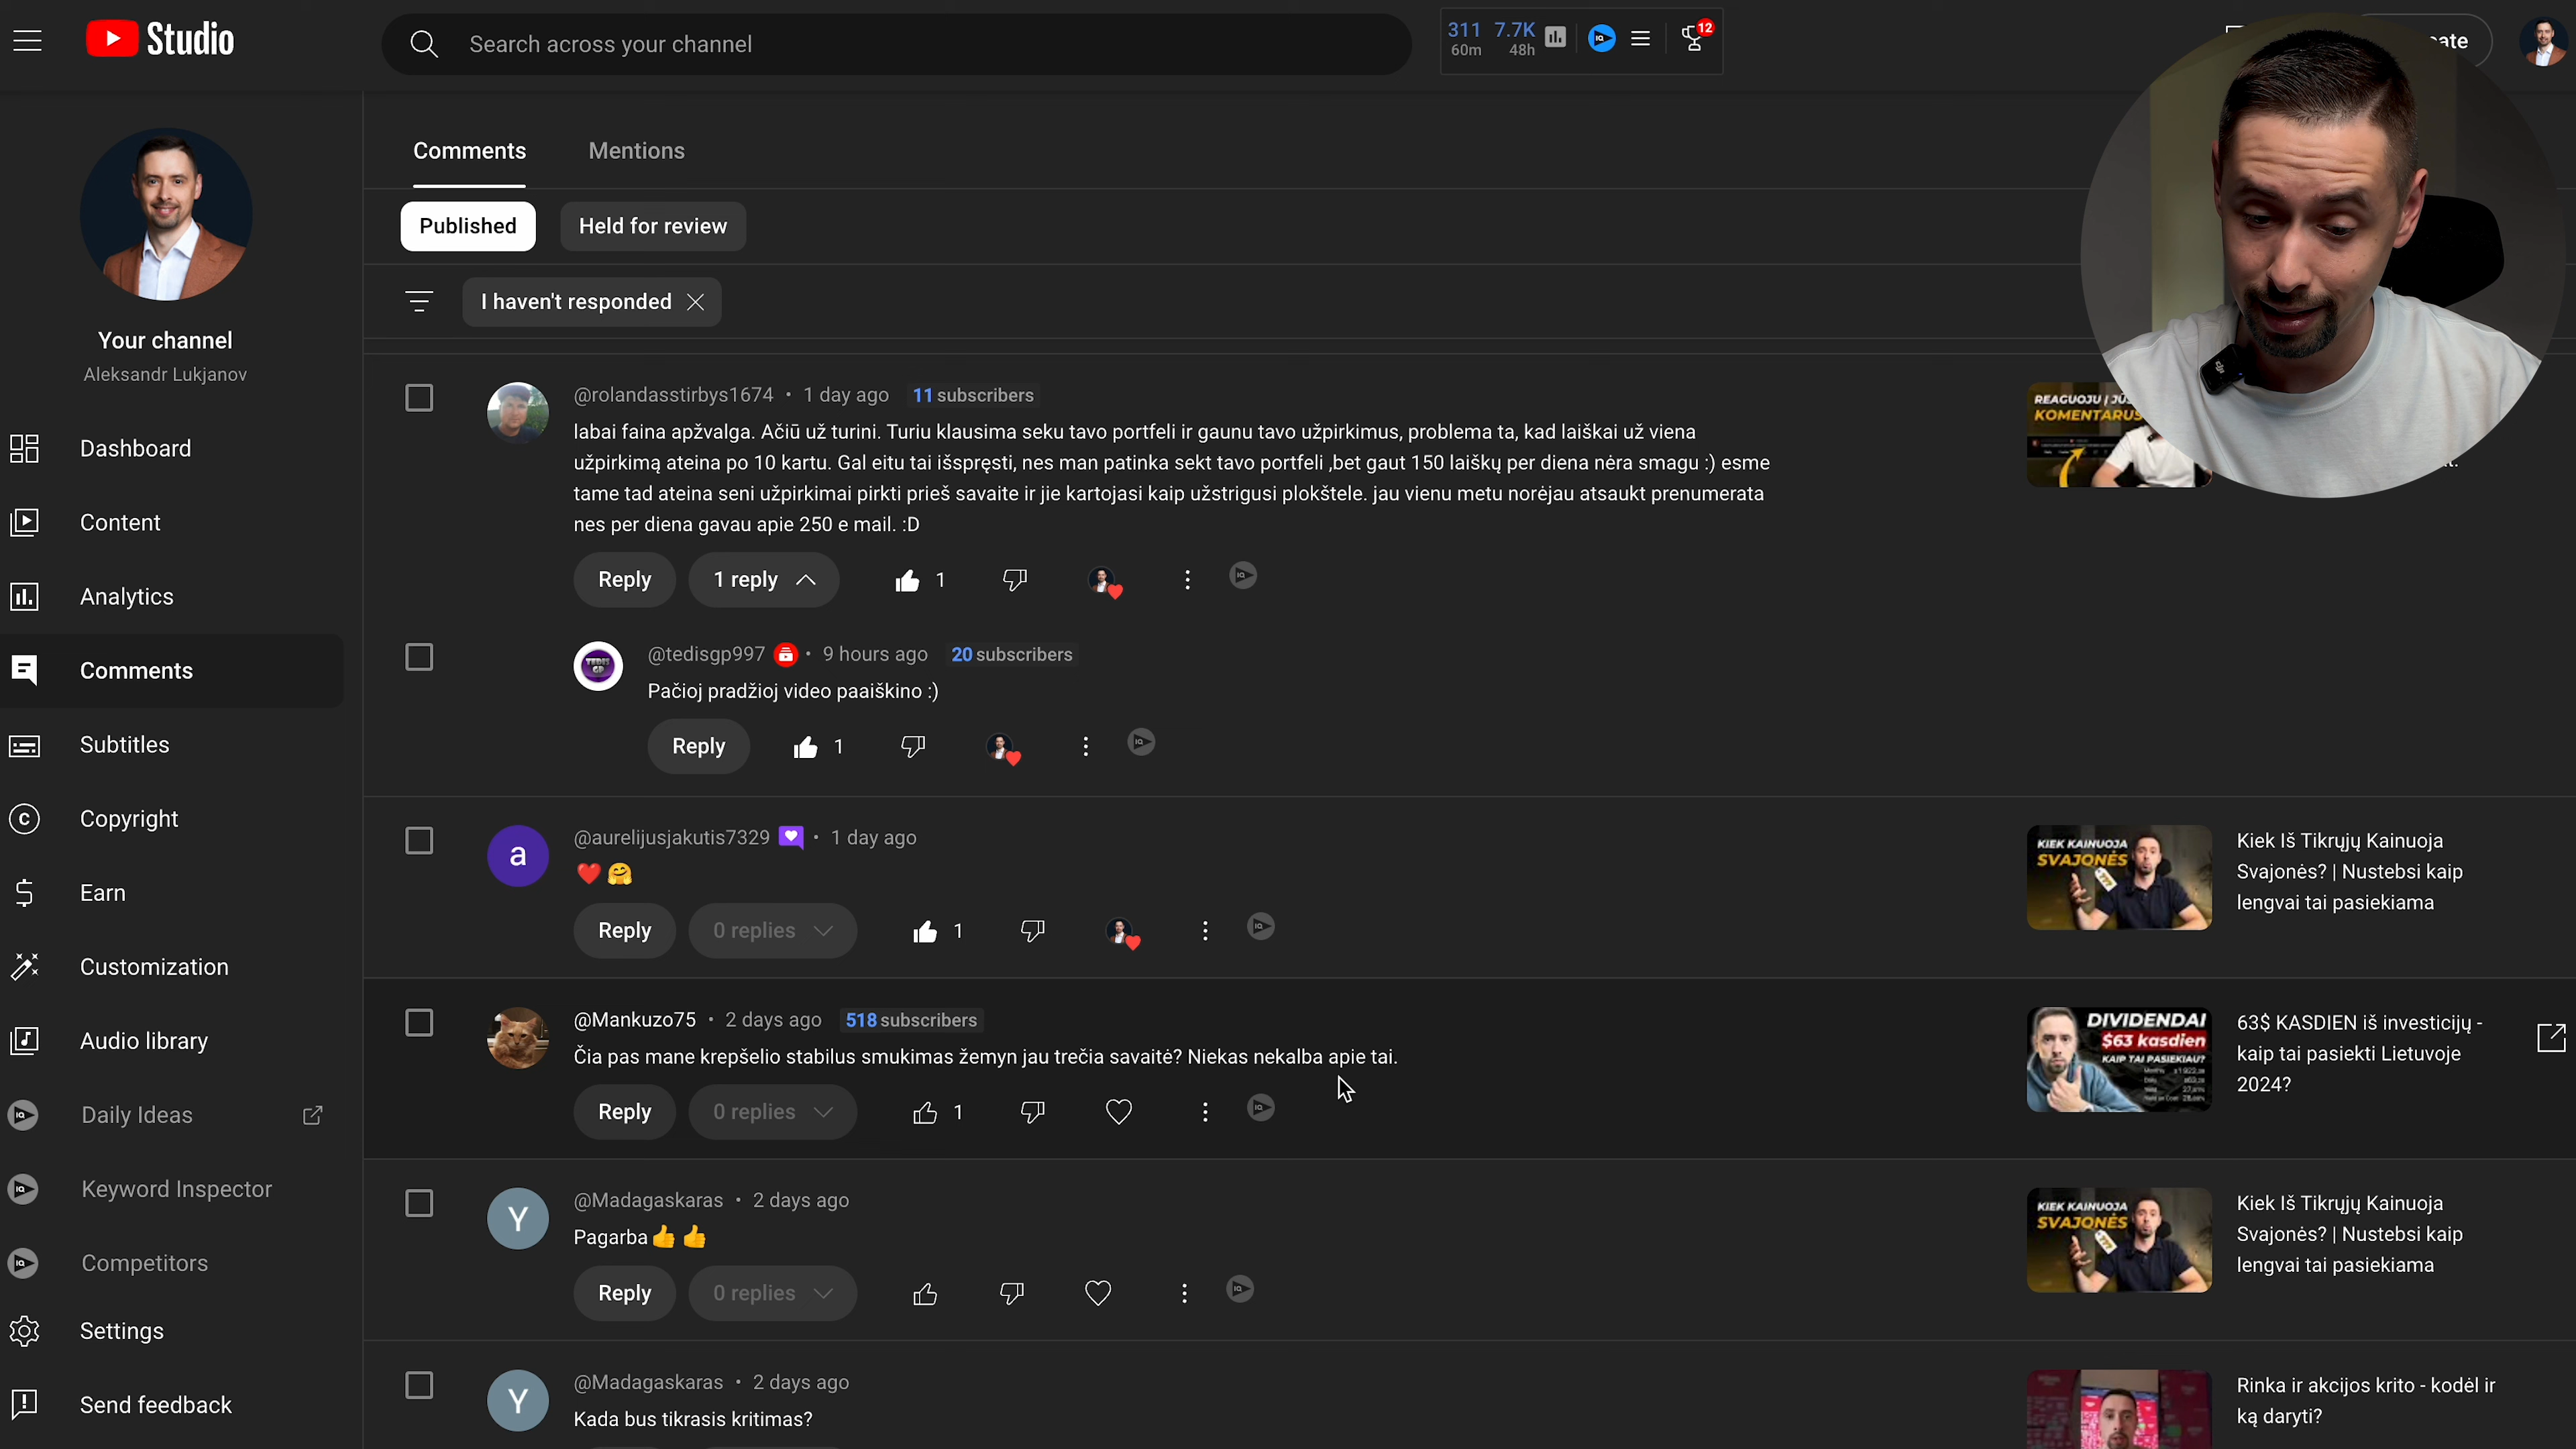 Studio
Search across your channel
311 7.7K
60m 48h
12
Your channel
Aleksandr Lukjanov
Dashboard
Content
Analytics
Comments
Subtitles
Copyright
Earn
Customization
Audio library
Daily Ideas
Keyword Inspector
Competitors
Settings
Send feedback
Comments Mentions
Published Held for review
I haven't responded
@rolandasstirbys1674 • 1 day ago 11 subscribers
labai faina apžvalga. Ačiū už turini. Turiu klausima seku tavo portfeli ir gaunu tavo užpirkimus, problema ta, kad laiškai už viena
užpirkimą ateina po 10 kartu. Gal eitu tai išspręsti, nes man patinka sekt tavo portfeli ,bet gaut 150 laiškų per diena nėra smagu :) esme
tame tad ateina seni užpirkimai pirkti prieš savaite ir jie kartojasi kaip užstrigusi plokštele. jau vienu metu norėjau atsaukt prenumerata
nes per diena gavau apie 250 e mail. :D
Reply 1 reply 1
REAGUOJU Į JŪS
KOMENTARUS
@tedisgp997 • 9 hours ago 20 subscribers
TEDIS
GP
Pačioj pradžioj video paaiškino :)
Reply 1
a
@aurelijusjakutis7329 • 1 day ago
❤️🤗
Reply 0 replies 1
KIEK KAINUOJA
SVAJONĖS
Kiek Iš Tikrųjų Kainuoja
Svajonės? | Nustebsi kaip
lengvai tai pasiekiama
@Mankuzo75 • 2 days ago 518 subscribers
Čia pas mane krepšelio stabilus smukimas žemyn jau trečia savaitė? Niekas nekalba apie tai.
Reply 0 replies 1
DIVIDENDAI
$63 kasdien
KAIP TAI PASIEKIAU?
63$ KASDIEN iš investicijų -
kaip tai pasiekti Lietuvoje
2024?
Y
@Madagaskaras • 2 days ago
Pagarba👍👍
Reply 0 replies
KIEK KAINUOJA
SVAJONĖS
Kiek Iš Tikrųjų Kainuoja
Svajonės? | Nustebsi kaip
lengvai tai pasiekiama
Y
@Madagaskaras • 2 days ago
Kada bus tikrasis kritimas?
Rinka ir akcijos krito - kodėl ir
ką daryti?